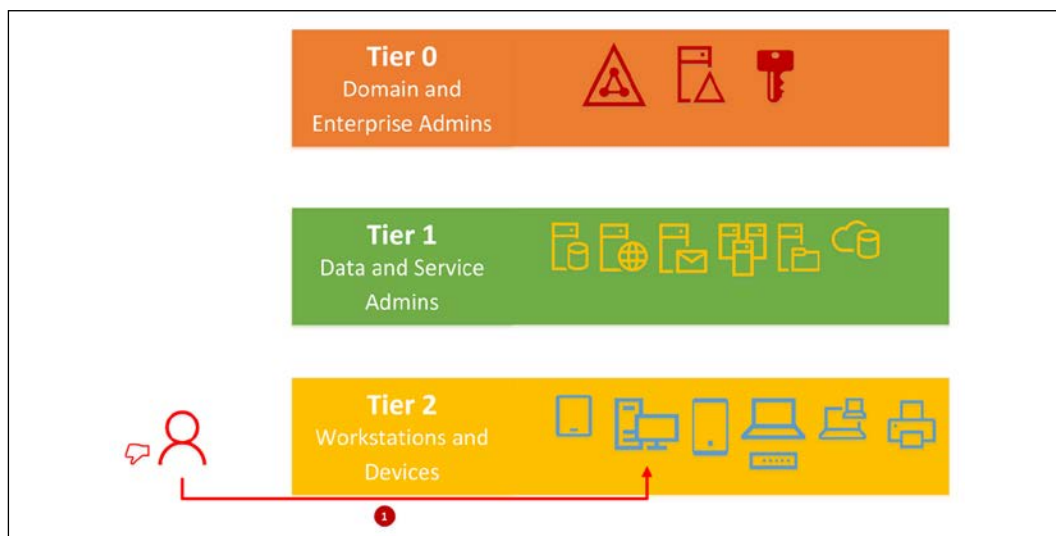 Tier 0
Domain and
Enterprise Admins
Tier 1
Data and Service
Admins
Tier 2
Workstations and
Devices
1